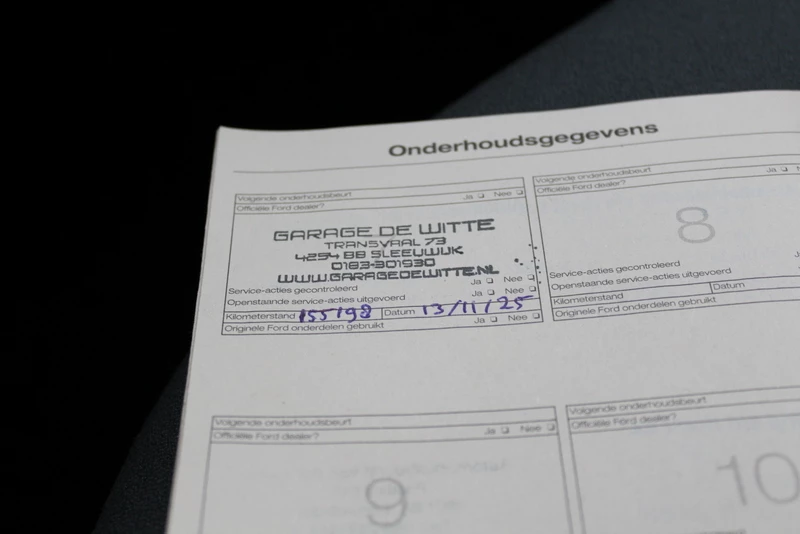 Onderhoudsgegevens
Volgende onderhoudsbeurt
Officiële Ford dealer? Ja Nee
GARAGE DE WITTE
TRANSVAAL 73
4254 BB SLEEUWIJK
0183-301930
WWW.GARAGEDEWITTE.NL
Service-acties gecontroleerd Ja Nee
Openstaande service-acties uitgevoerd
Kilometerstand 155198 Datum 13/11/25
Originele Ford onderdelen gebruikt Ja Nee
Volgende onderhoudsbeurt
Officiële Ford dealer? Ja
8
Service-acties gecontroleerd Ja
Openstaande service-acties uitgevoerd
Kilometerstand Datum
Originele Ford onderdelen gebruikt
Volgende onderhoudsbeurt
Officiële Ford dealer? Ja Nee
9
Volgende onderhoudsbeurt
Officiële Ford dealer?
10